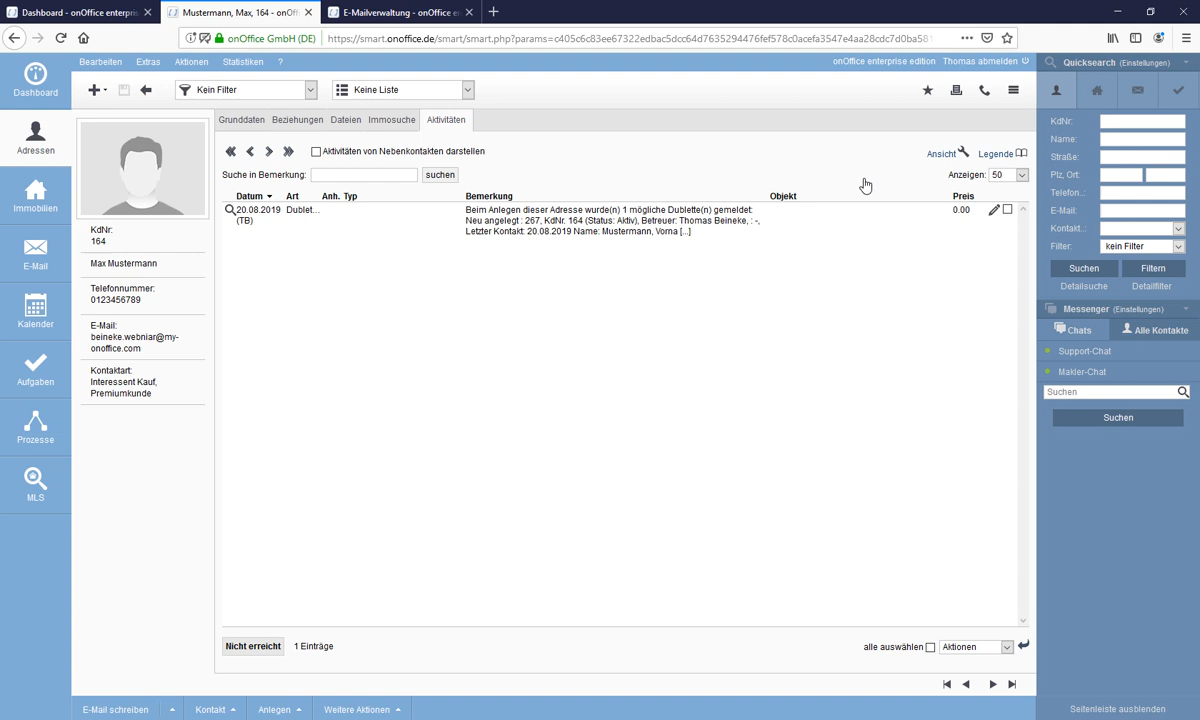 Dashboard - onOffice enterpris
Mustermann, Max, 164 - onOffi
E-Mailverwaltung - onOffice en
onOffice GmbH (DE)
https://smart.onoffice.de/smart/smart.php?params=c405c6c83ee67322edbac5dcc64d7635294476fef578c0acefa3547e4aa28cdc7d0ba581
Bearbeiten Extras Aktionen Statistiken ?
onOffice enterprise edition Thomas abmelden
Kein Filter
Keine Liste
Dashboard
Adressen
Immobilien
E-Mail
Kalender
Aufgaben
Prozesse
MLS
KdNr:
164
Max Mustermann
Telefonnummer:
0123456789
E-Mail:
beineke.webniar@my-
onoffice.com
Kontaktart:
Interessent Kauf,
Premiumkunde
Grunddaten Beziehungen Dateien Immosuche Aktivitäten
Aktivitäten von Nebenkontakten darstellen
Ansicht Legende
Suche in Bemerkung: suchen
Anzeigen: 50
Datum Art Anh. Typ Bemerkung Objekt Preis
20.08.2019 Dublet... Beim Anlegen dieser Adresse wurde(n) 1 mögliche Dublette(n) gemeldet: 0.00
(TB) Neu angelegt : 267, KdNr. 164 (Status: Aktiv), Betreuer: Thomas Beineke, : -,
Letzter Kontakt: 20.08.2019 Name: Mustermann, Vorna [...]
Nicht erreicht 1 Einträge
alle auswählen Aktionen
E-Mail schreiben Kontakt Anlegen Weitere Aktionen
Quicksearch (Einstellungen)
KdNr:
Name:
Straße:
Plz, Ort:
Telefon..:
E-Mail:
Kontakt..:
Filter: kein Filter
Suchen Filtern
Detailsuche Detailfilter
Messenger (Einstellungen)
Chats Alle Kontakte
Support-Chat
Makler-Chat
Suchen
Suchen
Seitenleiste ausblenden